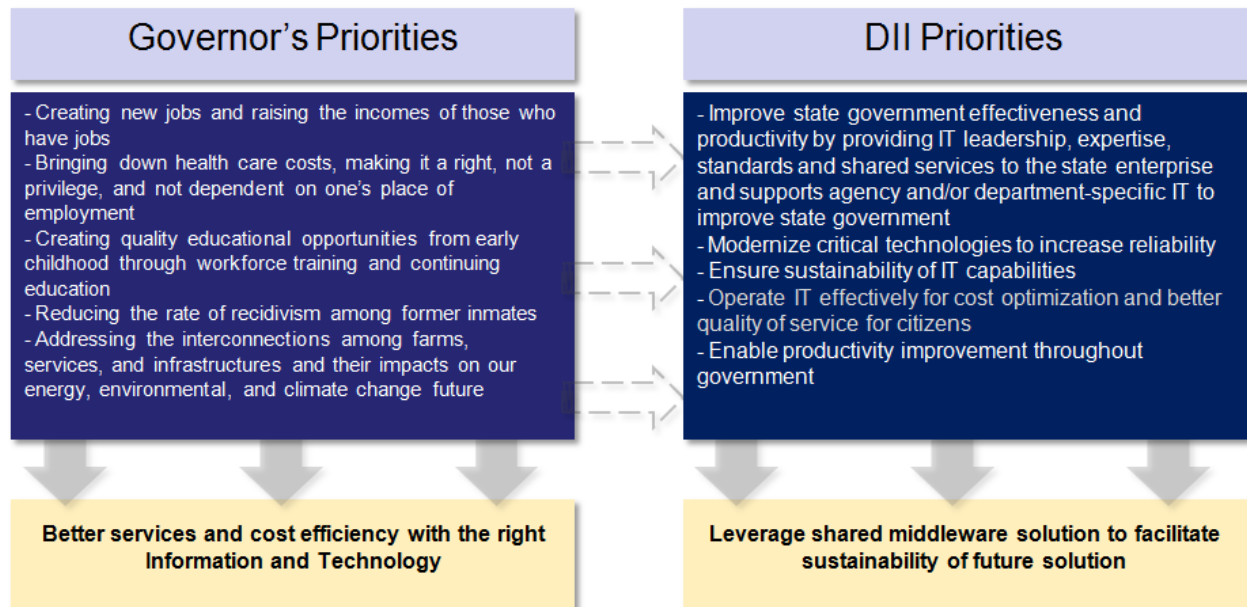 Governor's Priorities
- Creating new jobs and raising the incomes of those who
have jobs
- Bringing down health care costs, making it a right, not a
privilege, and not dependent on one's place of
employment
- Creating quality educational opportunities from early
childhood through workforce training and continuing
education
- Reducing the rate of recidivism among former inmates
- Addressing the interconnections among farms,
services, and infrastructures and their impacts on our
energy, environmental, and climate change future
Better services and cost efficiency with the right
Information and Technology
DII Priorities
- Improve state government effectiveness and
productivity by providing IT leadership, expertise,
standards and shared services to the state enterprise
and supports agency and/or department-specific IT to
improve state government
- Modernize critical technologies to increase reliability
- Ensure sustainability of IT capabilities
- Operate IT effectively for cost optimization and better
quality of service for citizens
- Enable productivity improvement throughout
government
Leverage shared middleware solution to facilitate
sustainability of future solution